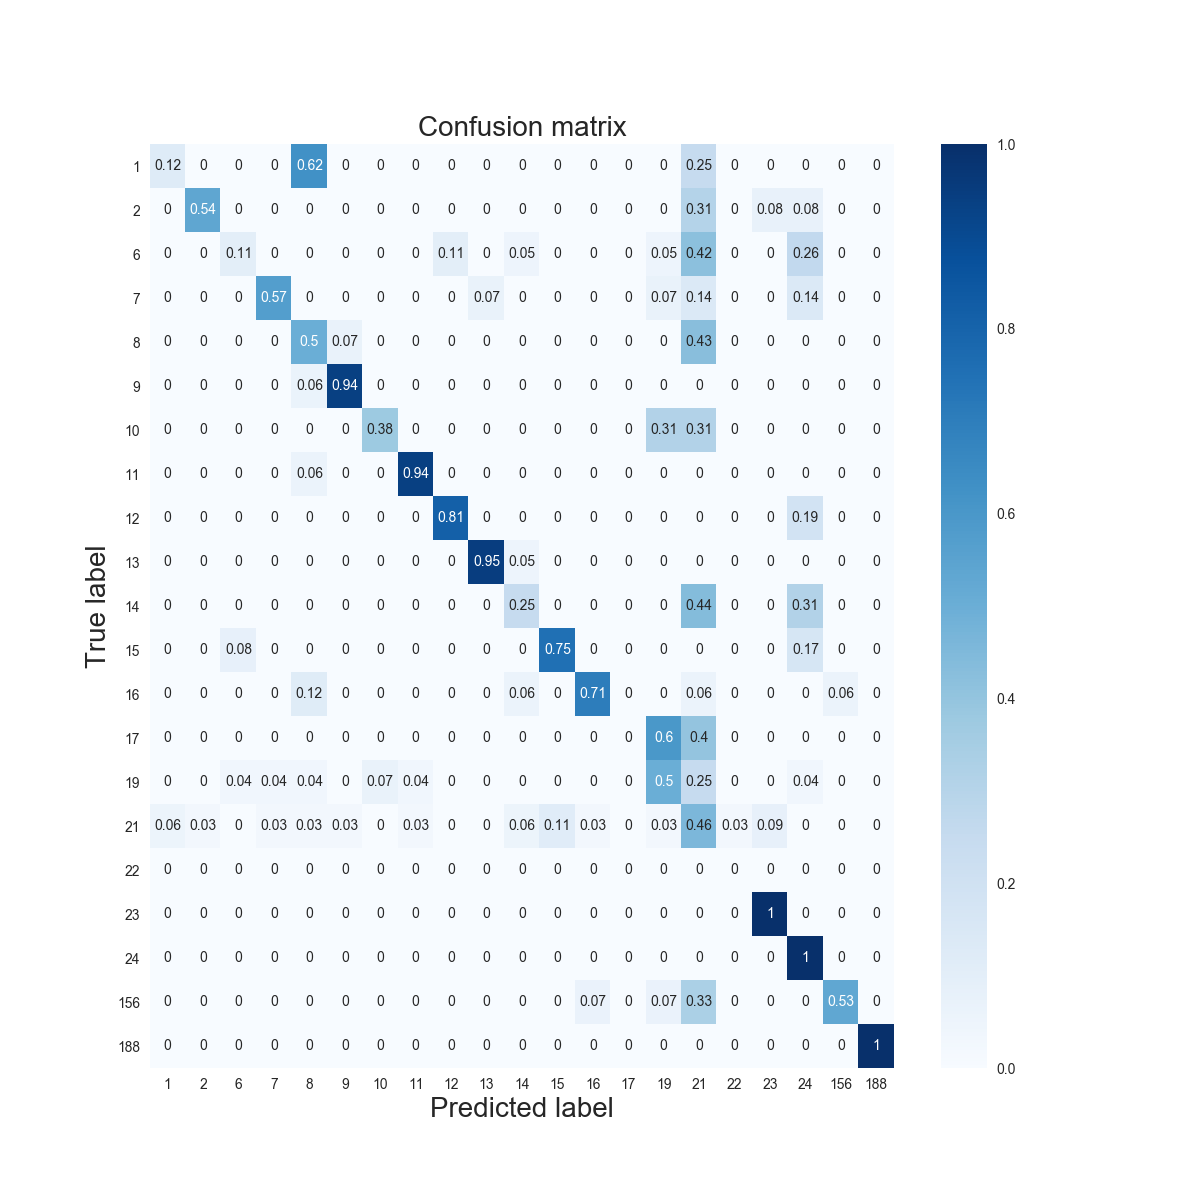 Confusion matrix
1 0.12 0 0 0 0.62 0 0 0 0 0 0 0 0 0 0 0.25 0 0 0 0 0
2 0 0.54 0 0 0 0 0 0 0 0 0 0 0 0 0 0.31 0 0.08 0.08 0 0
6 0 0 0.11 0 0 0 0 0 0.11 0 0.05 0 0 0 0.05 0.42 0 0 0.26 0 0
7 0 0 0 0.57 0 0 0 0 0 0.07 0 0 0 0 0.07 0.14 0 0 0.14 0 0
8 0 0 0 0 0.5 0.07 0 0 0 0 0 0 0 0 0 0.43 0 0 0 0 0
9 0 0 0 0 0.06 0.94 0 0 0 0 0 0 0 0 0 0 0 0 0 0 0
10 0 0 0 0 0 0 0.38 0 0 0 0 0 0 0 0.31 0.31 0 0 0 0 0
11 0 0 0 0 0.06 0 0 0.94 0 0 0 0 0 0 0 0 0 0 0 0 0
12 0 0 0 0 0 0 0 0 0.81 0 0 0 0 0 0 0 0 0 0.19 0 0
13 0 0 0 0 0 0 0 0 0 0.95 0.05 0 0 0 0 0 0 0 0 0 0
14 0 0 0 0 0 0 0 0 0 0 0.25 0 0 0 0 0.44 0 0 0.31 0 0
15 0 0 0.08 0 0 0 0 0 0 0 0 0.75 0 0 0 0 0 0 0.17 0 0
16 0 0 0 0 0.12 0 0 0 0 0 0.06 0 0.71 0 0 0.06 0 0 0 0.06 0
17 0 0 0 0 0 0 0 0 0 0 0 0 0 0 0.6 0.4 0 0 0 0 0
19 0 0 0.04 0.04 0.04 0 0.07 0.04 0 0 0 0 0 0 0.5 0.25 0 0 0.04 0 0
21 0.06 0.03 0 0.03 0.03 0.03 0 0.03 0 0 0.06 0.11 0.03 0 0.03 0.46 0.03 0.09 0 0 0
22 0 0 0 0 0 0 0 0 0 0 0 0 0 0 0 0 0 0 0 0 0
23 0 0 0 0 0 0 0 0 0 0 0 0 0 0 0 0 0 1 0 0 0
24 0 0 0 0 0 0 0 0 0 0 0 0 0 0 0 0 0 0 1 0 0
156 0 0 0 0 0 0 0 0 0 0 0 0 0.07 0 0.07 0.33 0 0 0 0.53 0
188 0 0 0 0 0 0 0 0 0 0 0 0 0 0 0 0 0 0 0 0 1
1 2 6 7 8 9 10 11 12 13 14 15 16 17 19 21 22 23 24 156 188
Predicted label
True label
1.0
0.8
0.6
0.4
0.2
0.0